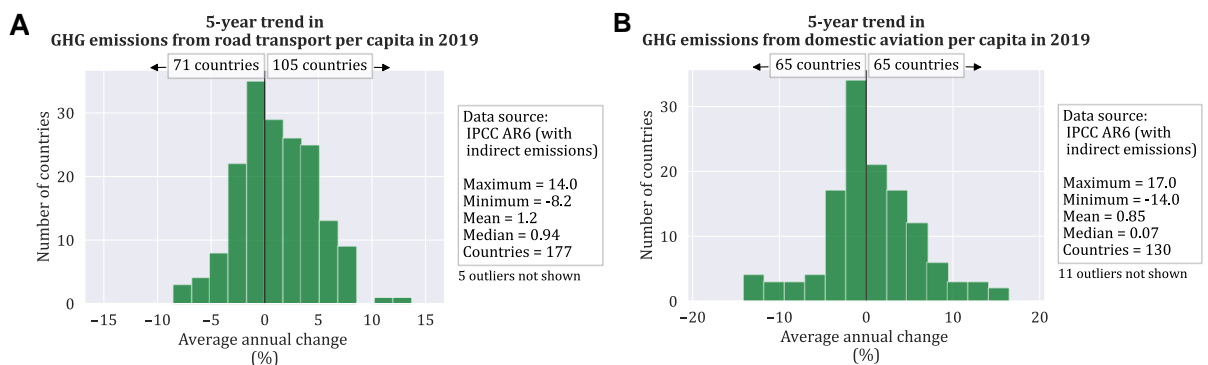 A
5-year trend in
GHG emissions from road transport per capita in 2019
71 countries
105 countries
Number of countries
30
20
10
0
−15
−10
−5
0
5
10
15
Average annual change
(%)
Data source:
IPCC AR6 (with
indirect emissions)
Maximum = 14.0
Minimum = -8.2
Mean = 1.2
Median = 0.94
Countries = 177
5 outliers not shown
B
5-year trend in
GHG emissions from domestic aviation per capita in 2019
65 countries
65 countries
Number of countries
30
20
10
0
−20
−10
0
10
20
Average annual change
(%)
Data source:
IPCC AR6 (with
indirect emissions)
Maximum = 17.0
Minimum = -14.0
Mean = 0.85
Median = 0.07
Countries = 130
11 outliers not shown